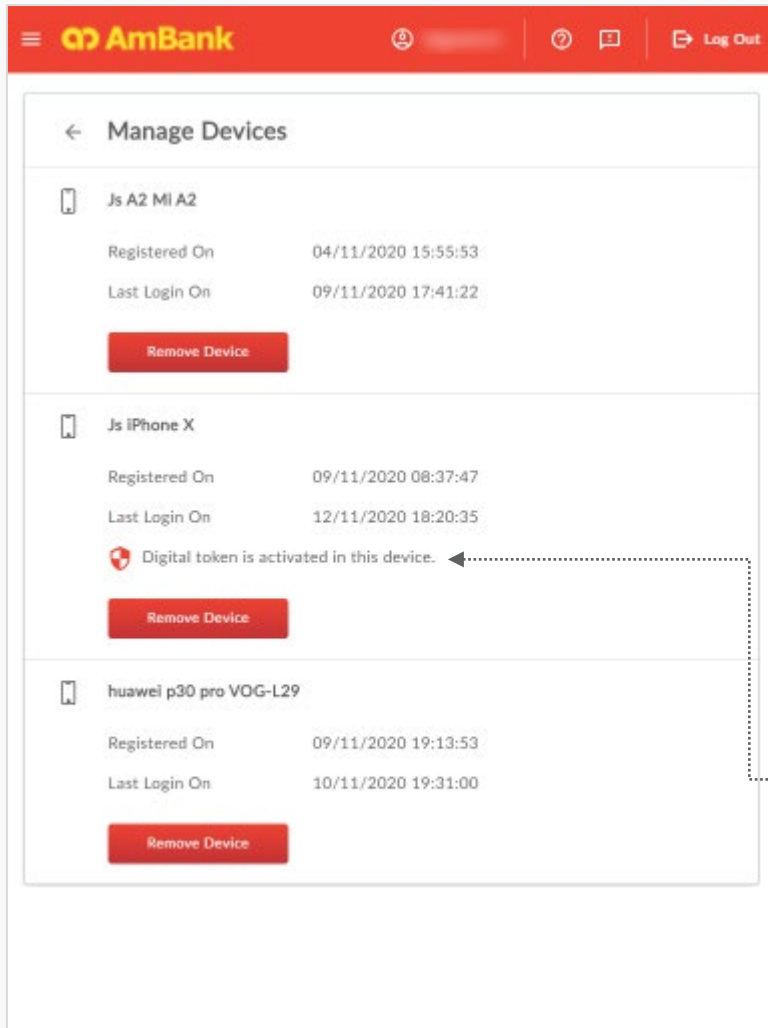 AmBank Log Out
Manage Devices
Js A2 Mi A2
Registered On 04/11/2020 15:55:53
Last Login On 09/11/2020 17:41:22
Remove Device
Js iPhone X
Registered On 09/11/2020 08:37:47
Last Login On 12/11/2020 18:20:35
Digital token is activated in this device.
Remove Device
huawei p30 pro VOG-L29
Registered On 09/11/2020 19:13:53
Last Login On 10/11/2020 19:31:00
Remove Device